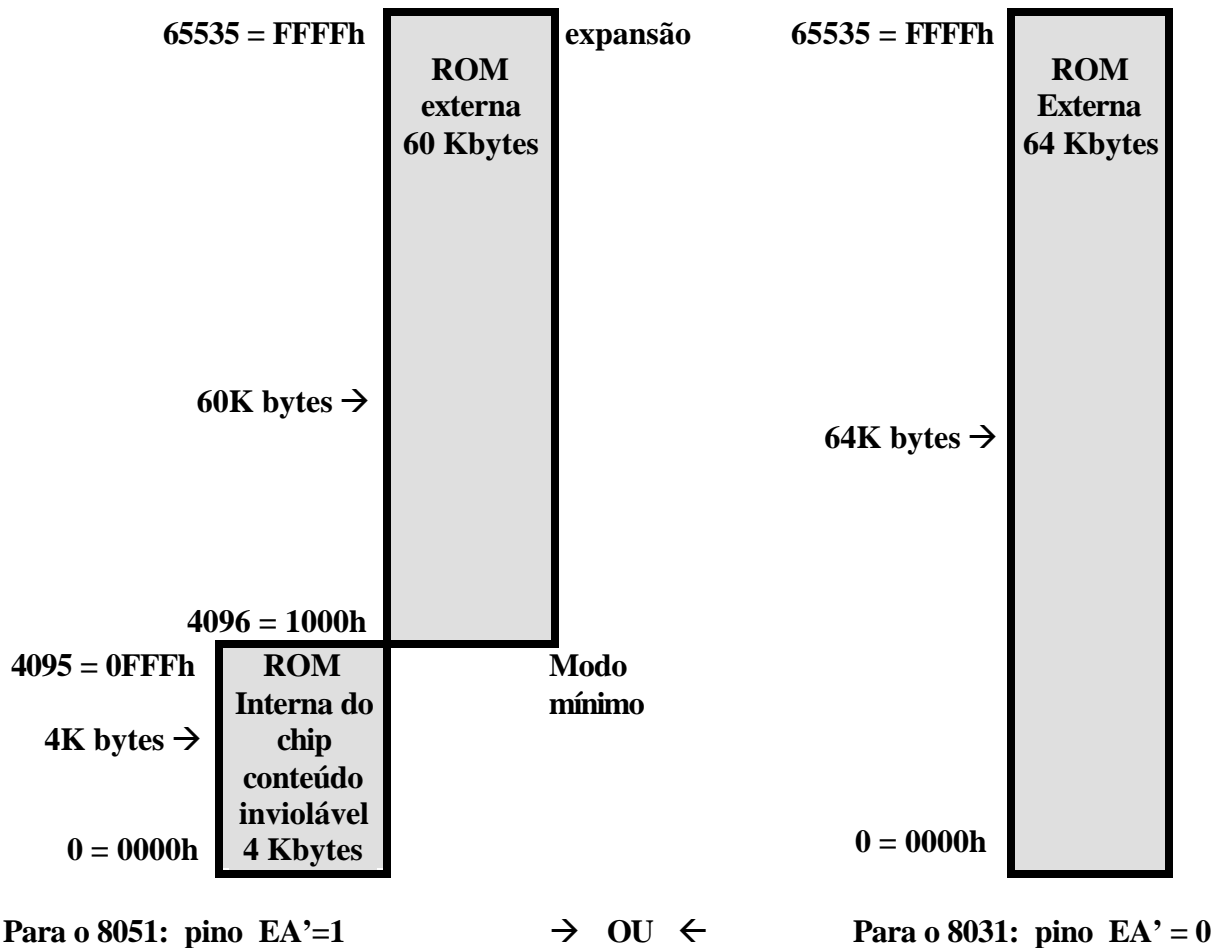 65535 = FFFFh
expansão
65535 = FFFFh
ROM
externa
60 Kbytes
ROM
Externa
64 Kbytes
60K bytes →
64K bytes →
4096 = 1000h
4095 = 0FFFh
ROM
Interna do
chip
conteúdo
inviolável
4 Kbytes
Modo
mínimo
4K bytes →
0 = 0000h
0 = 0000h
Para o 8051: pino EA’=1
→ OU ←
Para o 8031: pino EA’ = 0